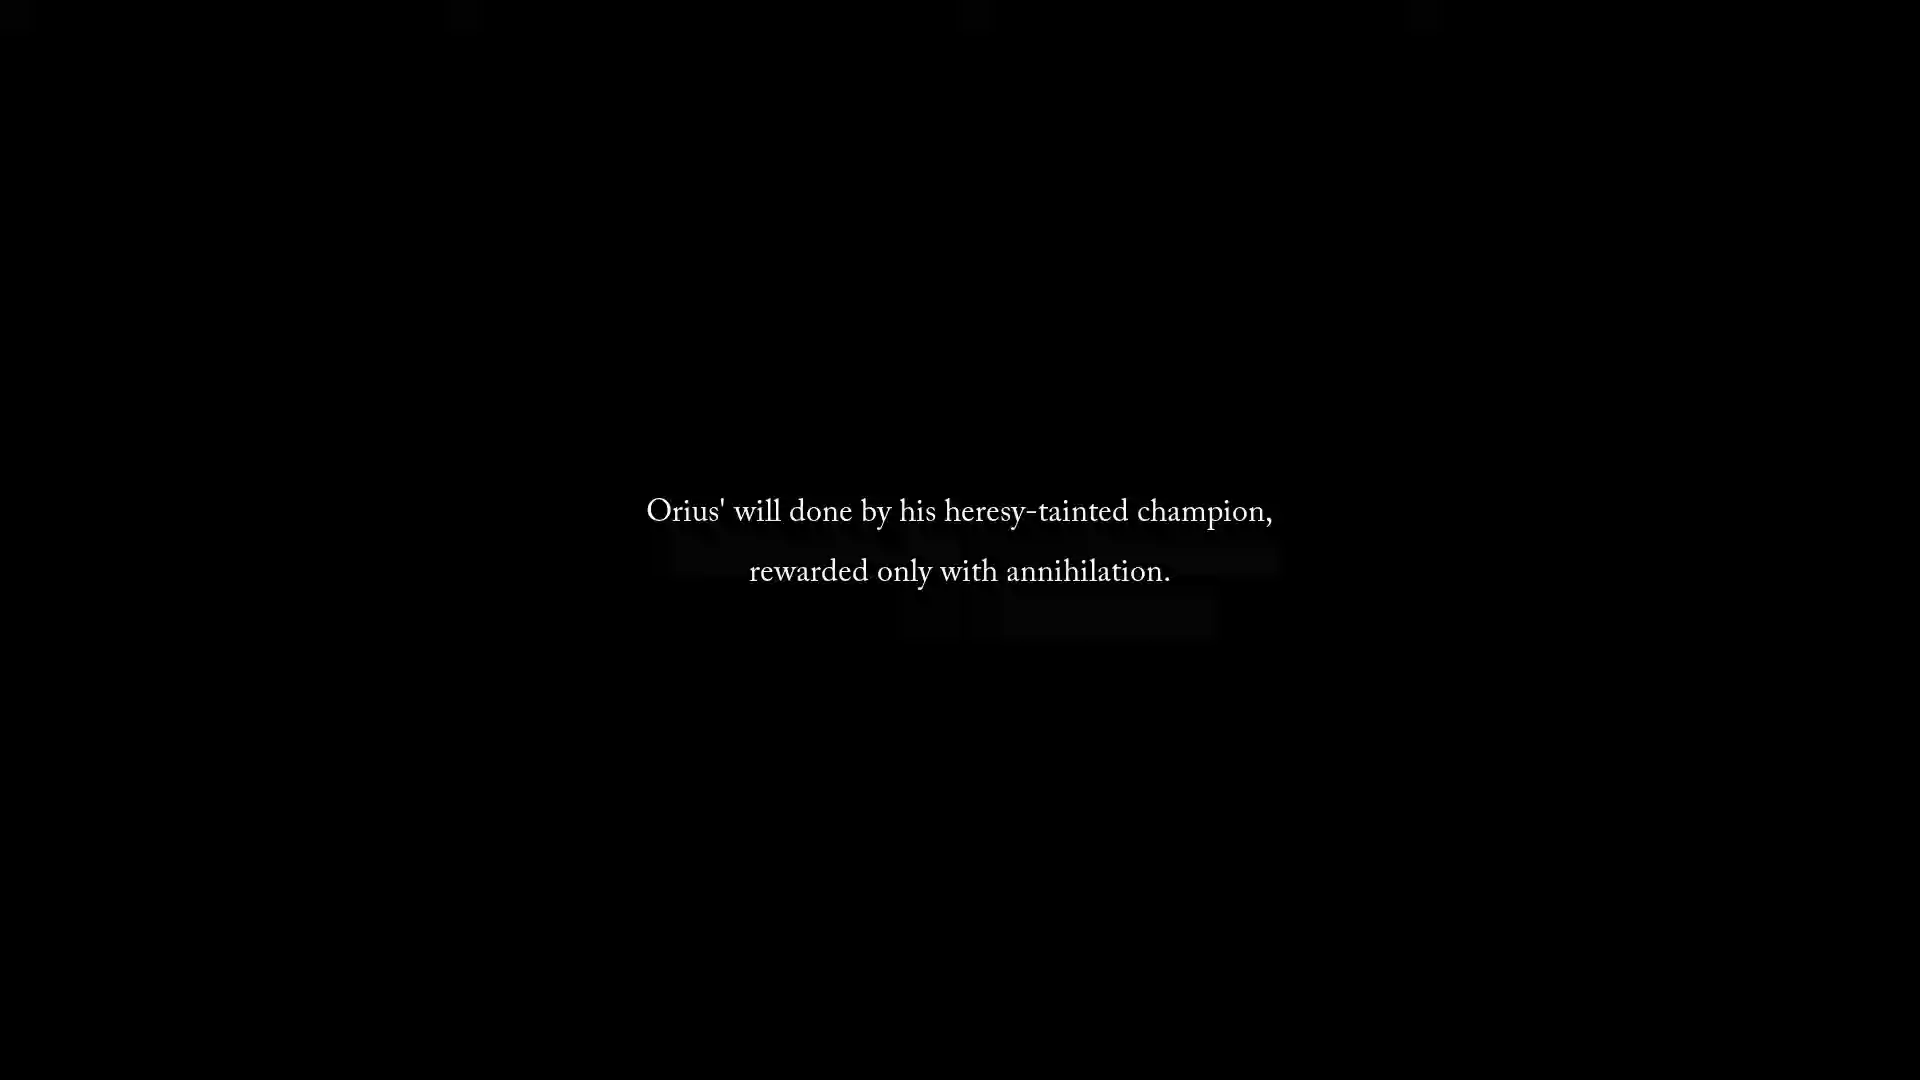 Orius' will done by his heresy-tainted champion,
rewarded only with annihilation.